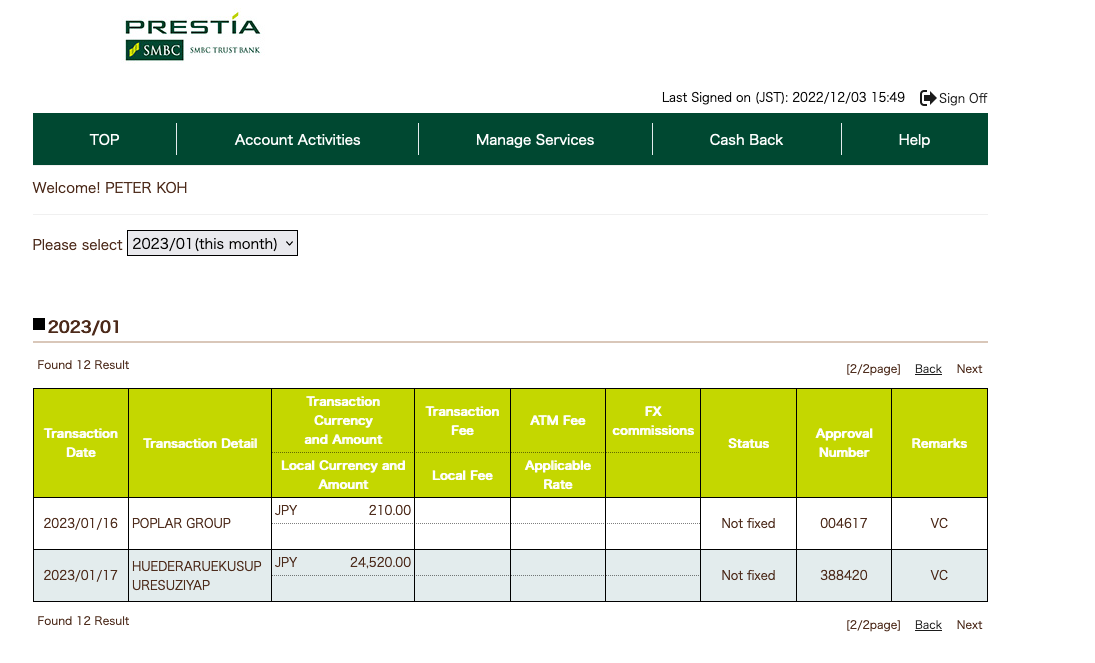 PRESTIA
SMBC SMBC TRUST BANK
Last Signed on (JST): 2022/12/03 15:49 Sign Off
TOP Account Activities Manage Services Cash Back Help
Welcome! PETER KOH
Please select 2023/01(this month)
■2023/01
Found 12 Result
[2/2page] Back Next
Transaction Date
Transaction Detail
Transaction Currency and Amount
Local Currency and Amount
Transaction Fee
Local Fee
ATM Fee
Applicable Rate
FX commissions
Status
Approval Number
Remarks
2023/01/16 POPLAR GROUP JPY 210.00 Not fixed 004617 VC
2023/01/17 HUEDERARUEKUSUP URESUZIYAP JPY 24,520.00 Not fixed 388420 VC
Found 12 Result
[2/2page] Back Next